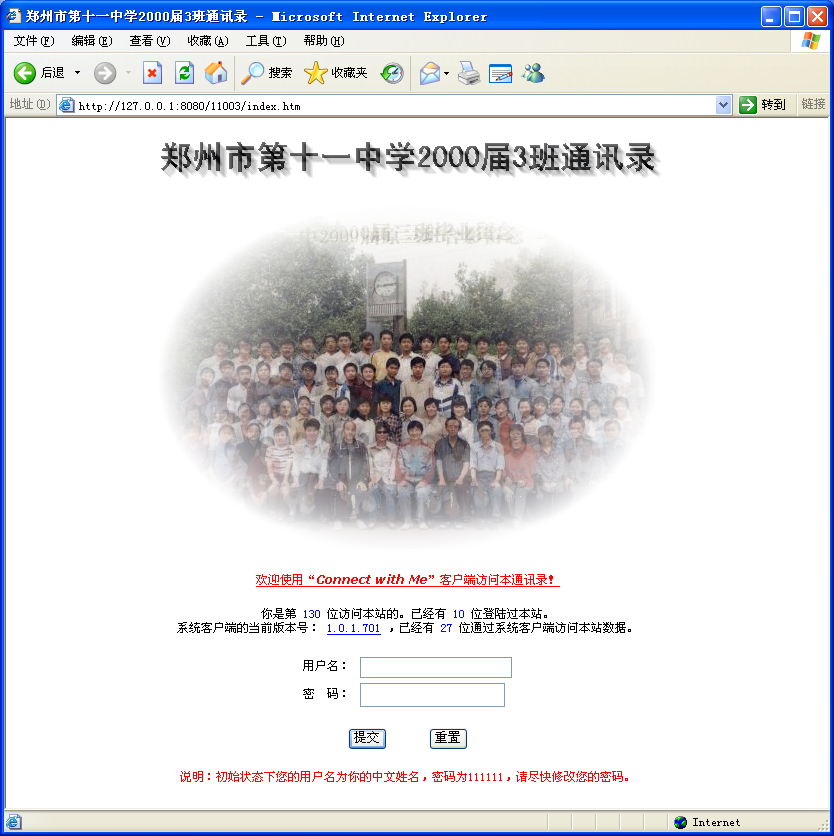 郑州市第十一中学2000届3班通讯录 - Microsoft Internet Explorer
文件(F) 编辑(E) 查看(V) 收藏(A) 工具(T) 帮助(H)
后退 搜索 收藏夹
地址(D) http://127.0.0.1:8080/11003/index.htm 转到 链接
郑州市第十一中学2000届3班通讯录
中2000届高三班毕业留念
欢迎使用“Connect with Me”客户端访问本通讯录!
你是第 130 位访问本站的。已经有 10 位登陆过本站。
系统客户端的当前版本号: 1.0.1.701 ,已经有 27 位通过系统客户端访问本站数据。
用户名:
密 码:
提交 重置
说明:初始状态下您的用户名为你的中文姓名,密码为111111,请尽快修改您的密码。
Internet